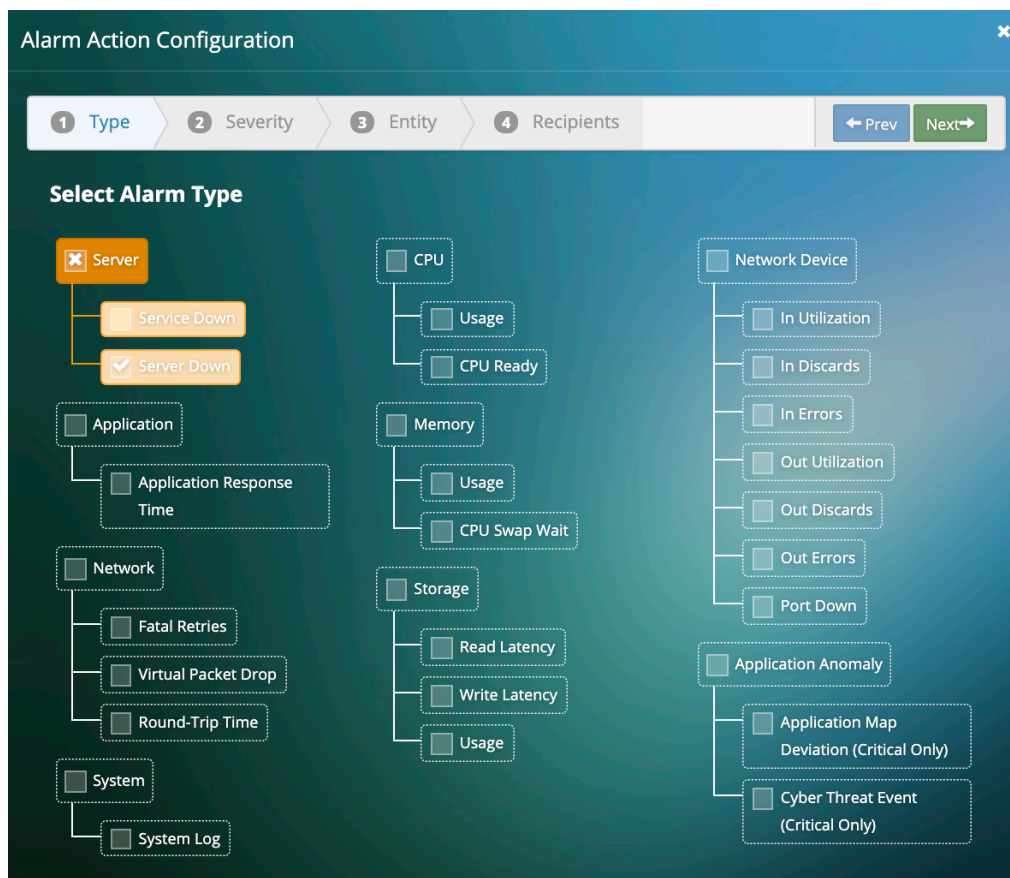 Alarm Action Configuration
1 Type
2 Severity
3 Entity
4 Recipients
Prev
Next
Select Alarm Type
Server
Service Down
Server Down
Application
Application Response
Time
Network
Fatal Retries
Virtual Packet Drop
Round-Trip Time
System
System Log
CPU
Usage
CPU Ready
Memory
Usage
CPU Swap Wait
Storage
Read Latency
Write Latency
Usage
Network Device
In Utilization
In Discards
In Errors
Out Utilization
Out Discards
Out Errors
Port Down
Application Anomaly
Application Map
Deviation (Critical Only)
Cyber Threat Event
(Critical Only)